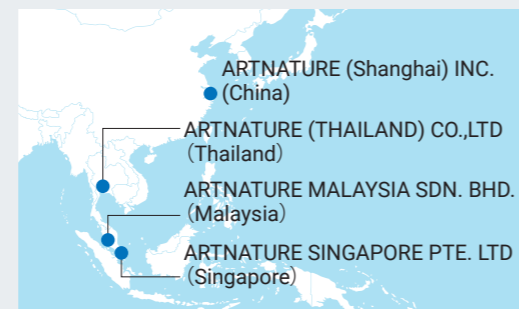 ARTNATURE (Shanghai) INC.
(China)
ARTNATURE (THAILAND) CO.,LTD
（Thailand）
ARTNATURE MALAYSIA SDN. BHD.
（Malaysia）
ARTNATURE SINGAPORE PTE. LTD
（Singapore）